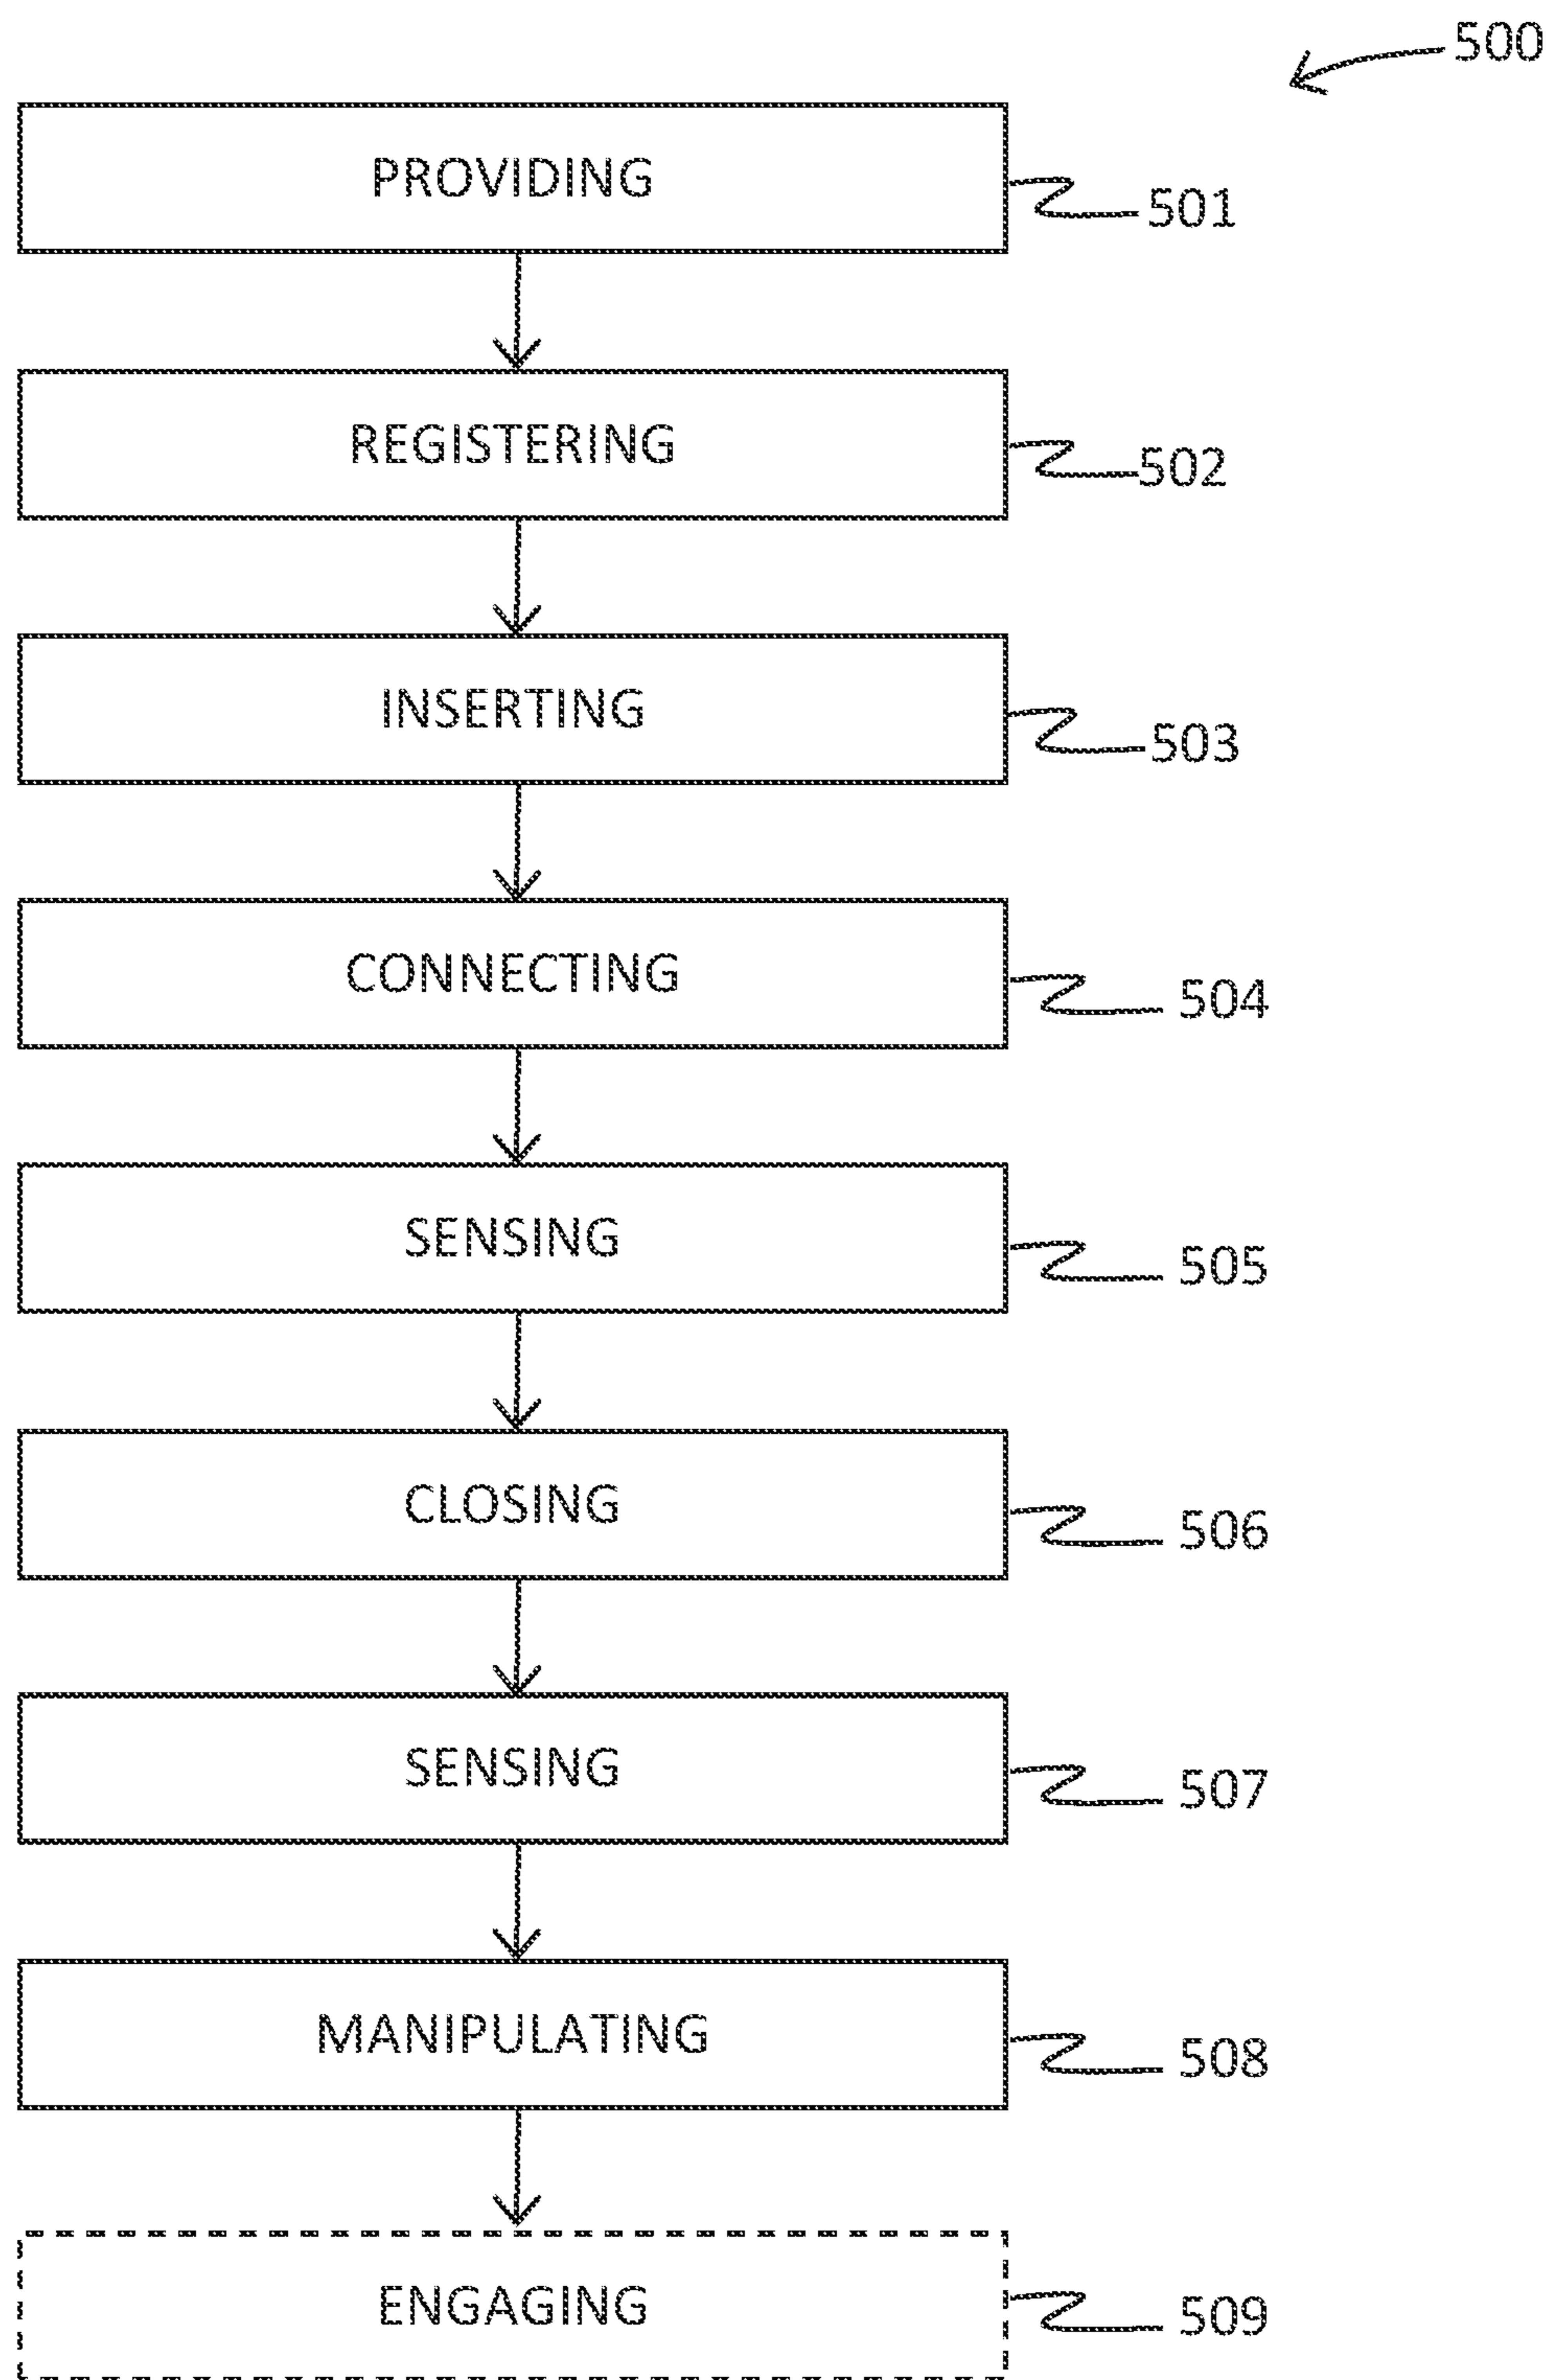 500
PROVIDING
501
REGISTERING
502
INSERTING
503
CONNECTING
504
SENSING
505
CLOSING
506
SENSING
507
MANIPULATING
508
ENGAGING
509